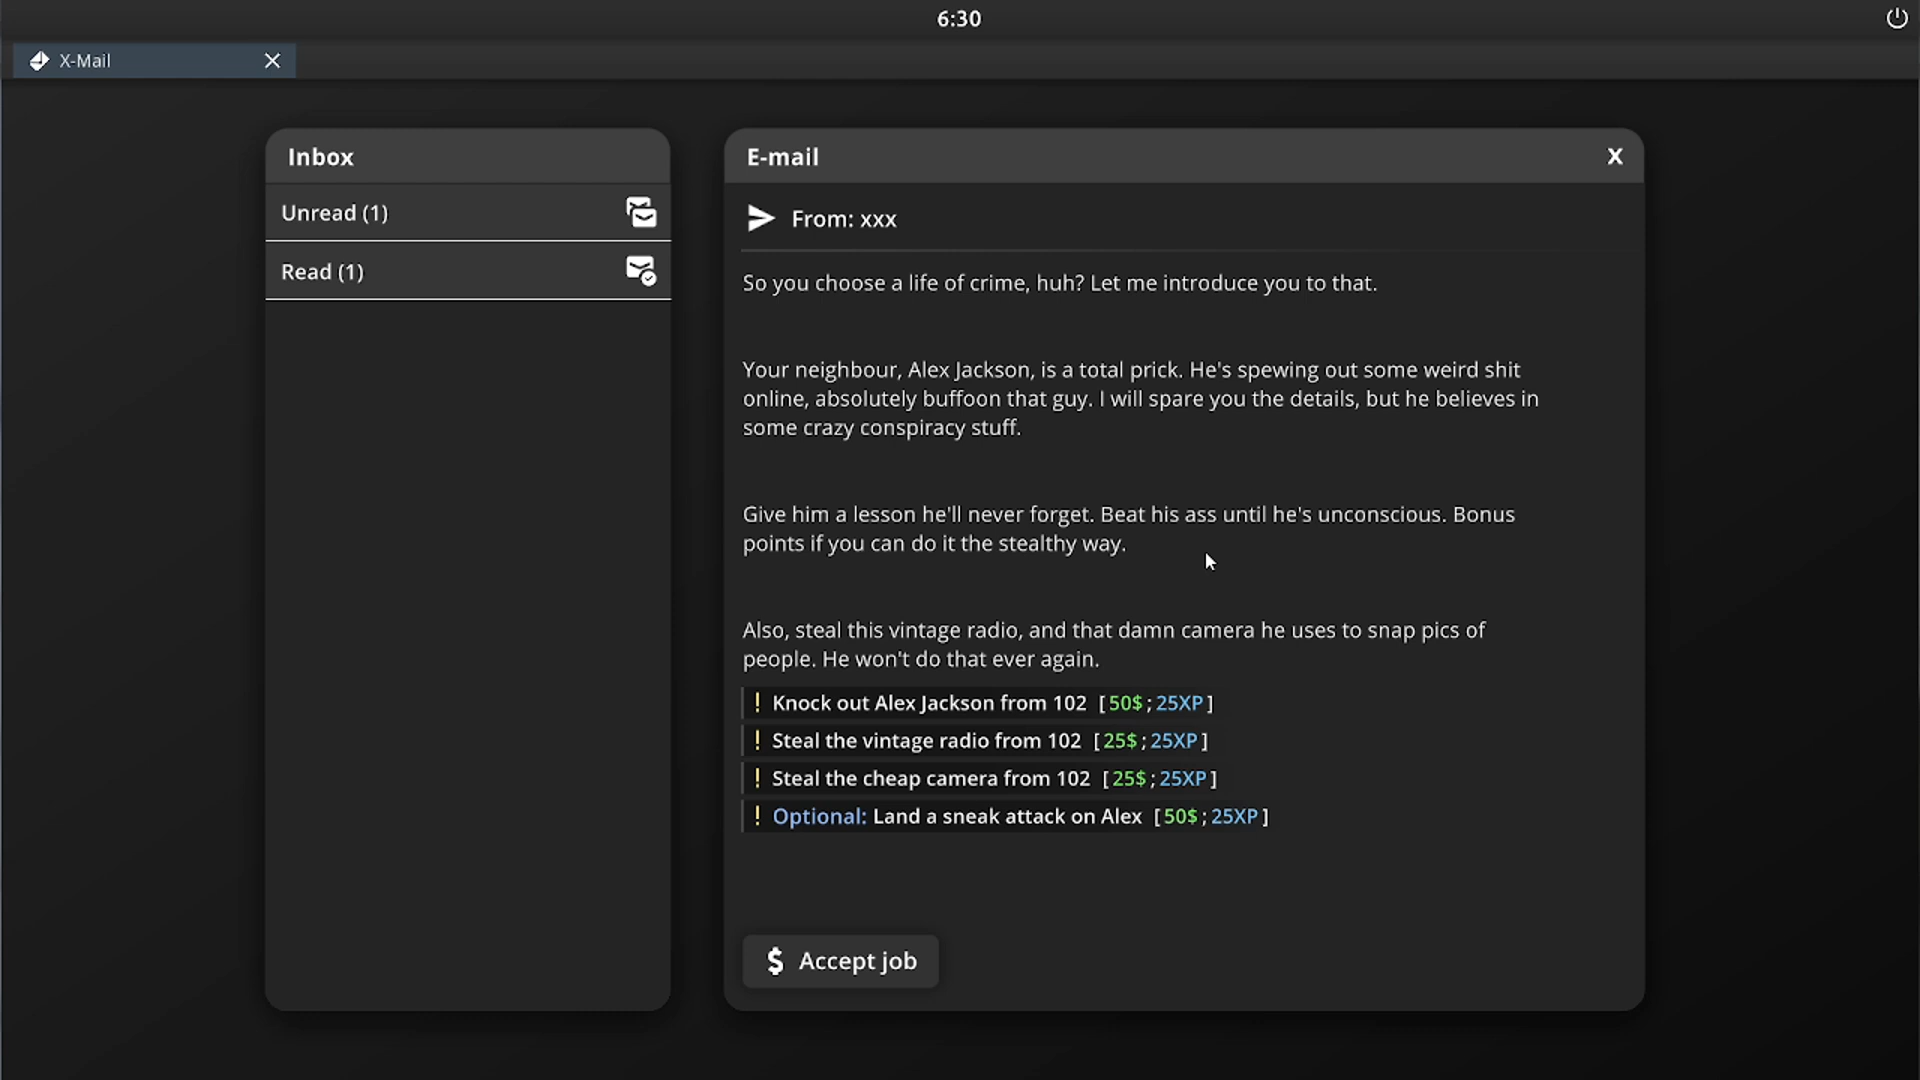 6:30
X-Mail
Inbox
Unread (1)
Read (1)
E-mail
X
From: xxx
So you choose a life of crime, huh? Let me introduce you to that.
Your neighbour, Alex Jackson, is a total prick. He's spewing out some weird shit
online, absolutely buffoon that guy. I will spare you the details, but he believes in
some crazy conspiracy stuff.
Give him a lesson he'll never forget. Beat his ass until he's unconscious. Bonus
points if you can do it the stealthy way.
Also, steal this vintage radio, and that damn camera he uses to snap pics of
people. He won't do that ever again.
! Knock out Alex Jackson from 102 [50$;25XP]
! Steal the vintage radio from 102 [25$;25XP]
! Steal the cheap camera from 102 [25$;25XP]
! Optional: Land a sneak attack on Alex [50$;25XP]
$ Accept job